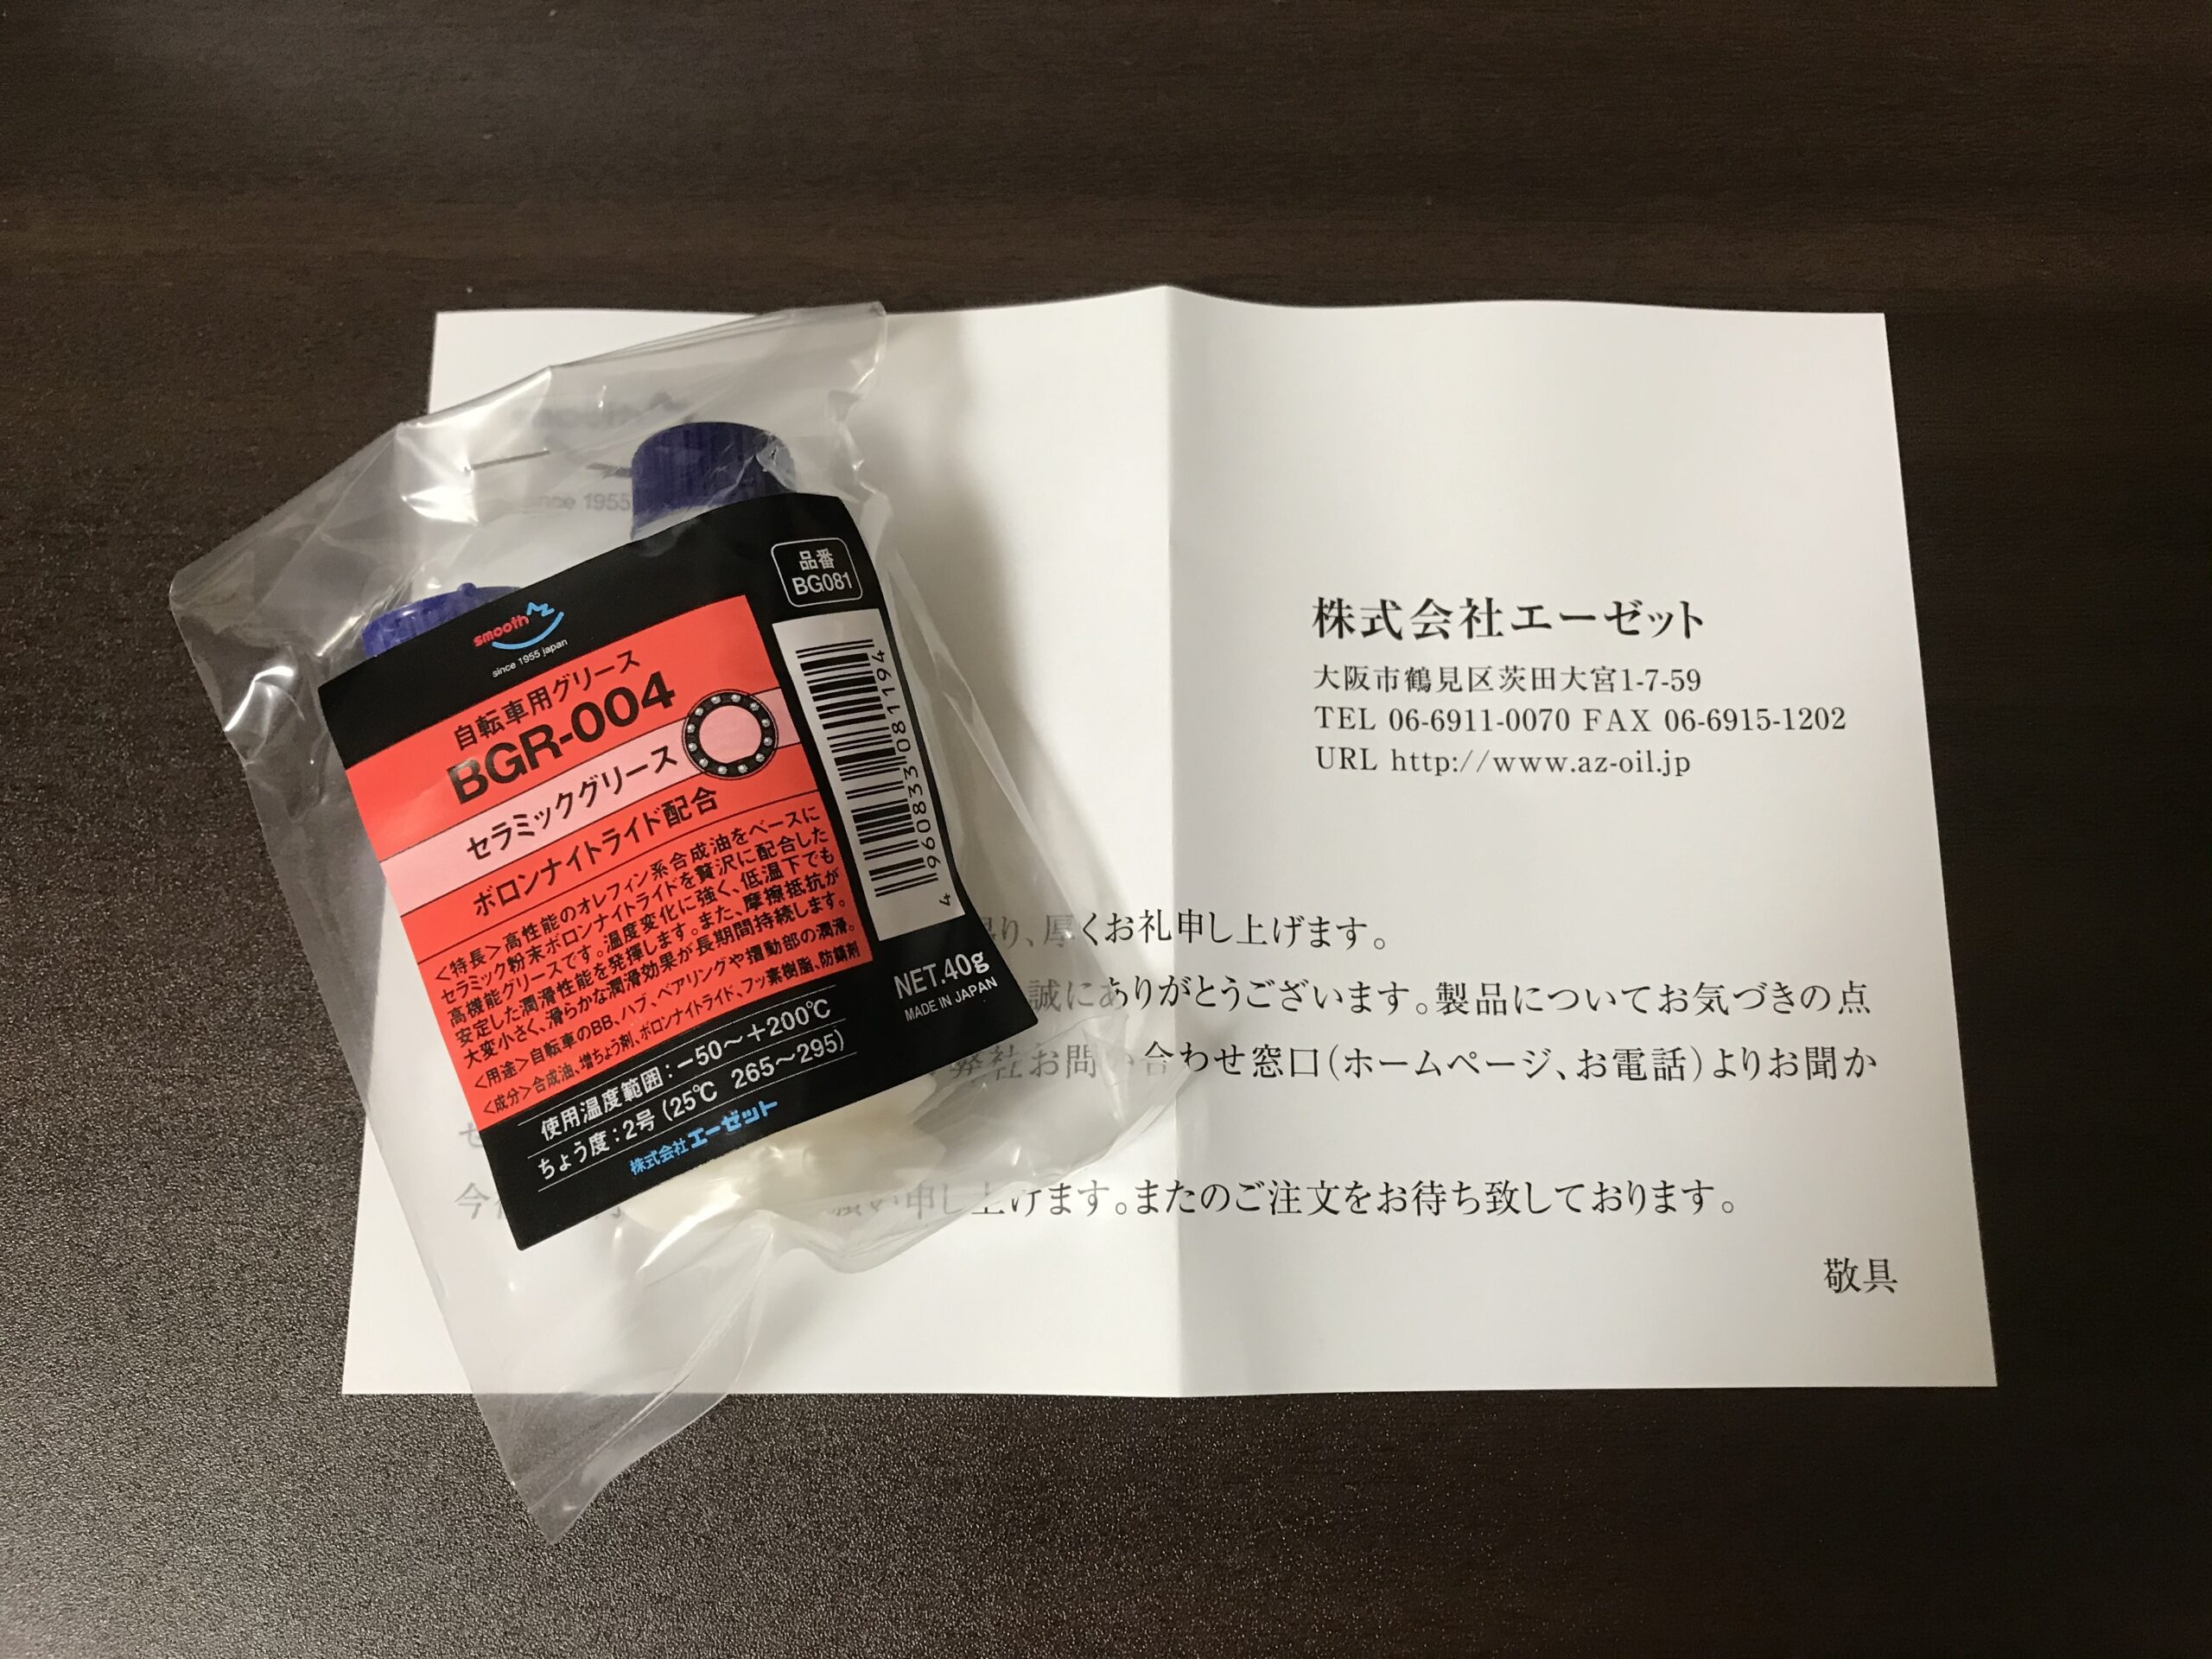 品番
BG081
smooth
since 1955 japan
自転車用グリース
BGR-004
セラミックグリース
ボロンナイトライド配合
<特長>高性能のオレフィン系合成油をベースに
セラミック粉末ボロンナイトライドを贅沢に配合した
高機能グリースです。温度変化に強く、低温下でも
安定した潤滑性能を発揮します。また、摩擦抵抗が
大変小さく、滑らかな潤滑効果が長期間持続します。
<用途>自転車のBB、ハブ、ベアリングや摺動部の潤滑。
<成分>合成油、増ちょう剤、ボロンナイトライド、フッ素樹脂、防錆剤
使用温度範囲:-50~+200℃
ちょう度:2号(25℃ 265~295)
株式会社エーゼット
4 960833 081194
NET.40g
MADE IN JAPAN
since 1955
株式会社エーゼット
大阪市鶴見区茨田大宮1-7-59
TEL 06-6911-0070 FAX 06-6915-1202
URL http://www.az-oil.jp
り、厚くお礼申し上げます。
誠にありがとうございます。製品についてお気づきの点
弊社お問い合わせ窓口(ホームページ、お電話)よりお聞か
せ
今 願い申し上げます。またのご注文をお待ち致しております。
敬具